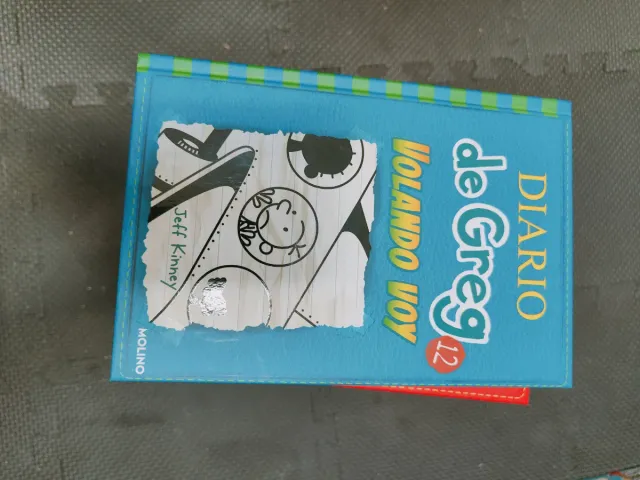 DIARIO
de Greg
12
VOLANDO VOY
Jeff Kinney
MOLINO